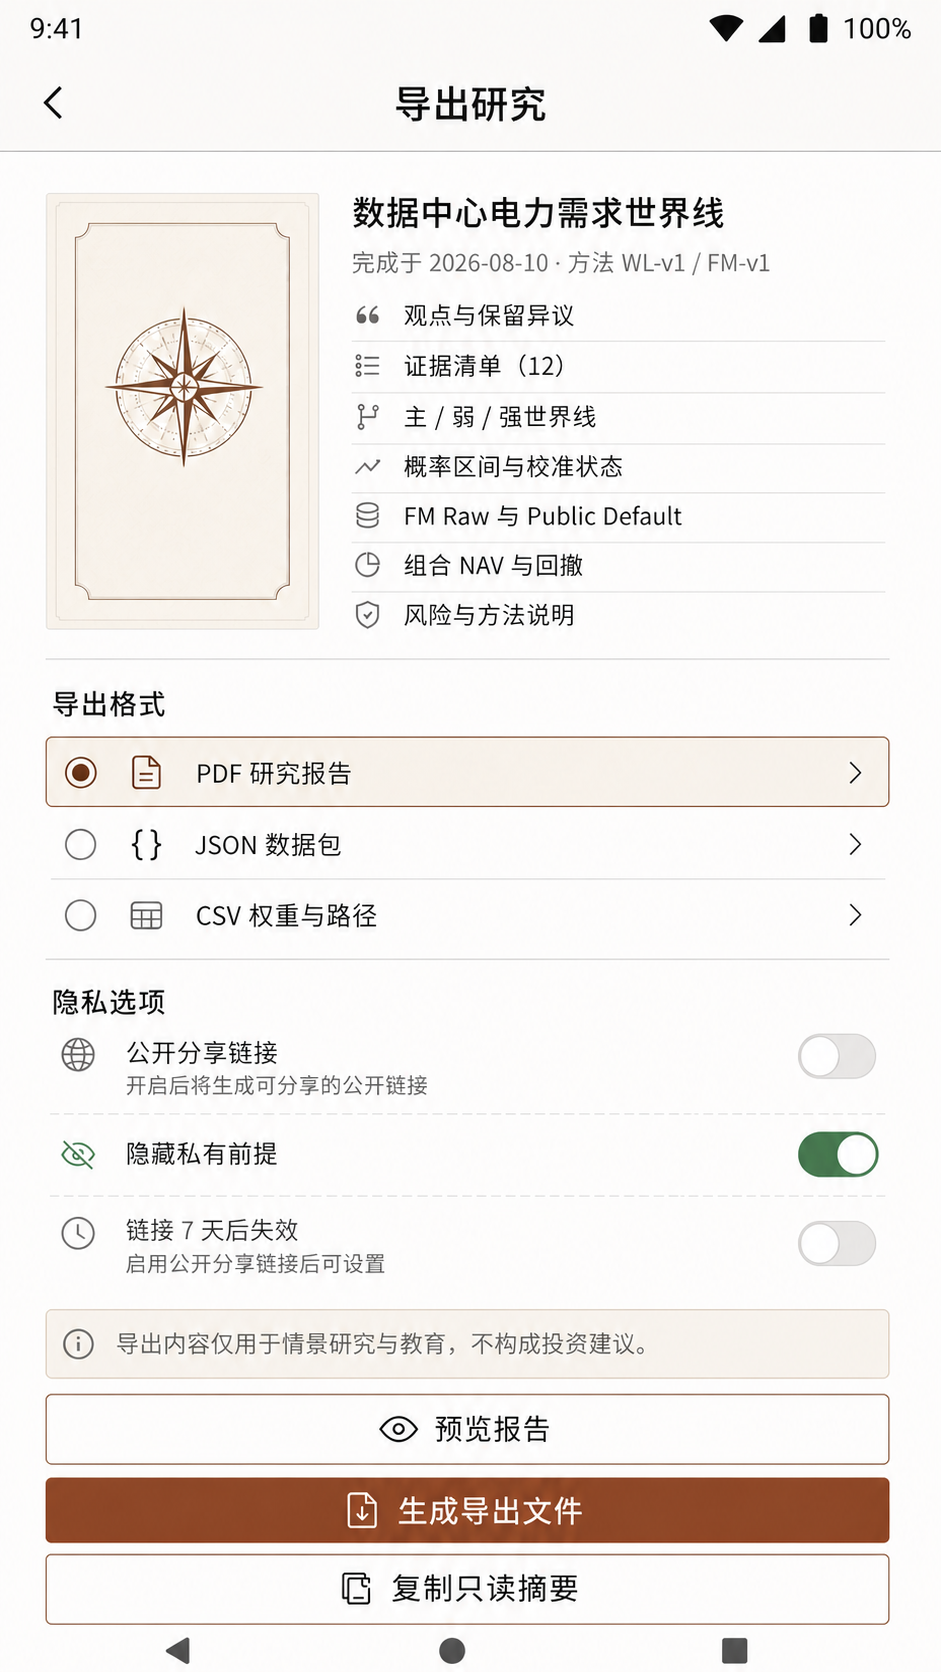 9:41
100%
导出研究
数据中心电力需求世界线
完成于 2026-08-10 · 方法 WL-v1 / FM-v1
观点与保留异议
证据清单（12）
主 / 弱 / 强世界线
概率区间与校准状态
FM Raw 与 Public Default
组合 NAV 与回撤
风险与方法说明
导出格式
PDF 研究报告
JSON 数据包
CSV 权重与路径
隐私选项
公开分享链接
开启后将生成可分享的公开链接
隐藏私有前提
链接 7 天后失效
启用公开分享链接后可设置
导出内容仅用于情景研究与教育，不构成投资建议。
预览报告
生成导出文件
复制只读摘要